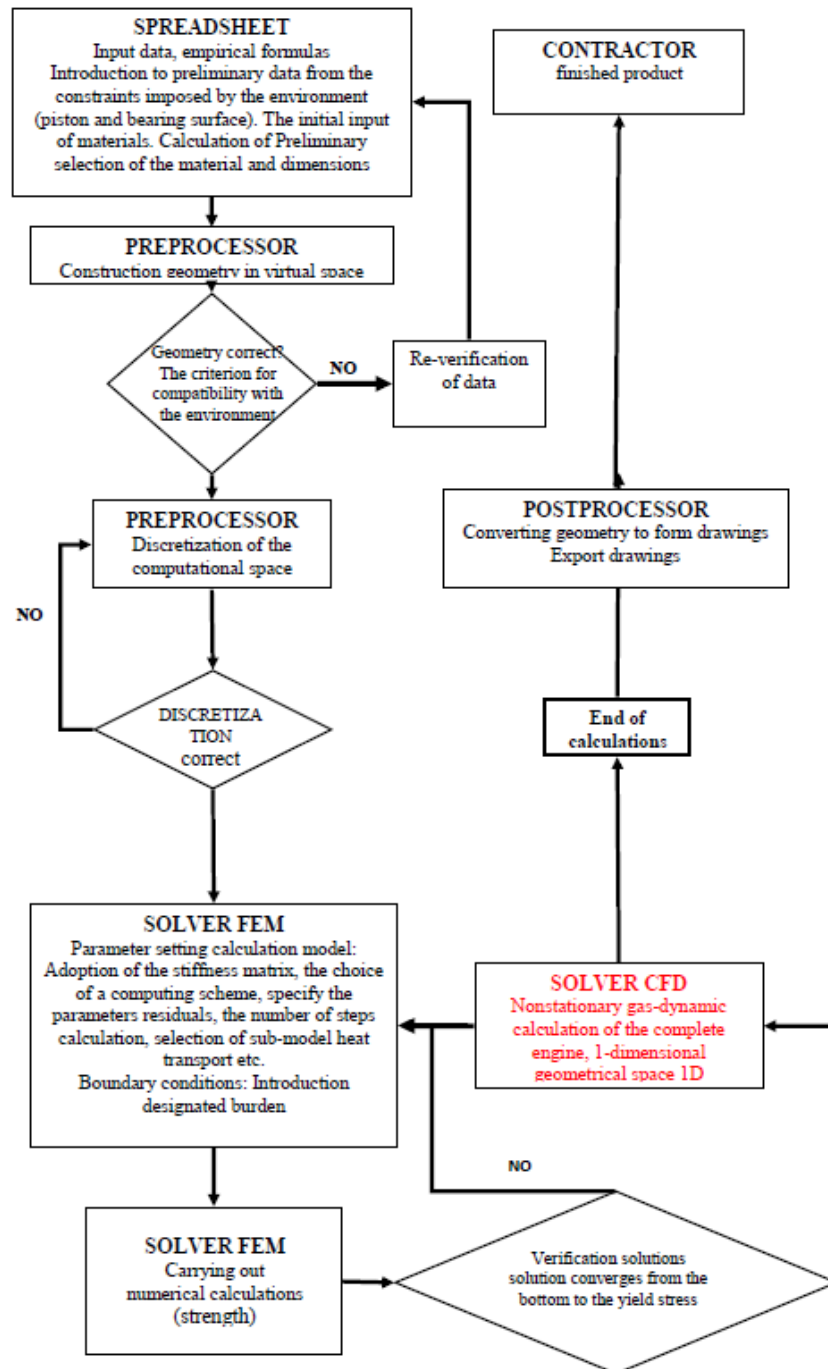 SPREADSHEET
Input data, empirical formulas
Introduction to preliminary data from the
constraints imposed by the environment
(piston and bearing surface). The initial input
of materials. Calculation of Preliminary
selection of the material and dimensions
CONTRACTOR
finished product
PREPROCESSOR
Construction geometry in virtual space
Geometry correct?
The criterion for
compatibility with
the environment
NO
Re-verification
of data
PREPROCESSOR
Discretization of the
computational space
NO
DISCRETIZA
TION
correct
POSTPROCESSOR
Converting geometry to form drawings
Export drawings
End of
calculations
SOLVER FEM
Parameter setting calculation model:
Adoption of the stiffness matrix, the choice
of a computing scheme, specify the
parameters residuals, the number of steps
calculation, selection of sub-model heat
transport etc.
Boundary conditions: Introduction
designated burden
SOLVER CFD
Nonstationary gas-dynamic
calculation of the complete
engine, 1-dimensional
geometrical space 1D
NO
SOLVER FEM
Carrying out
numerical calculations
(strength)
Verification solutions
solution converges from the
bottom to the yield stress